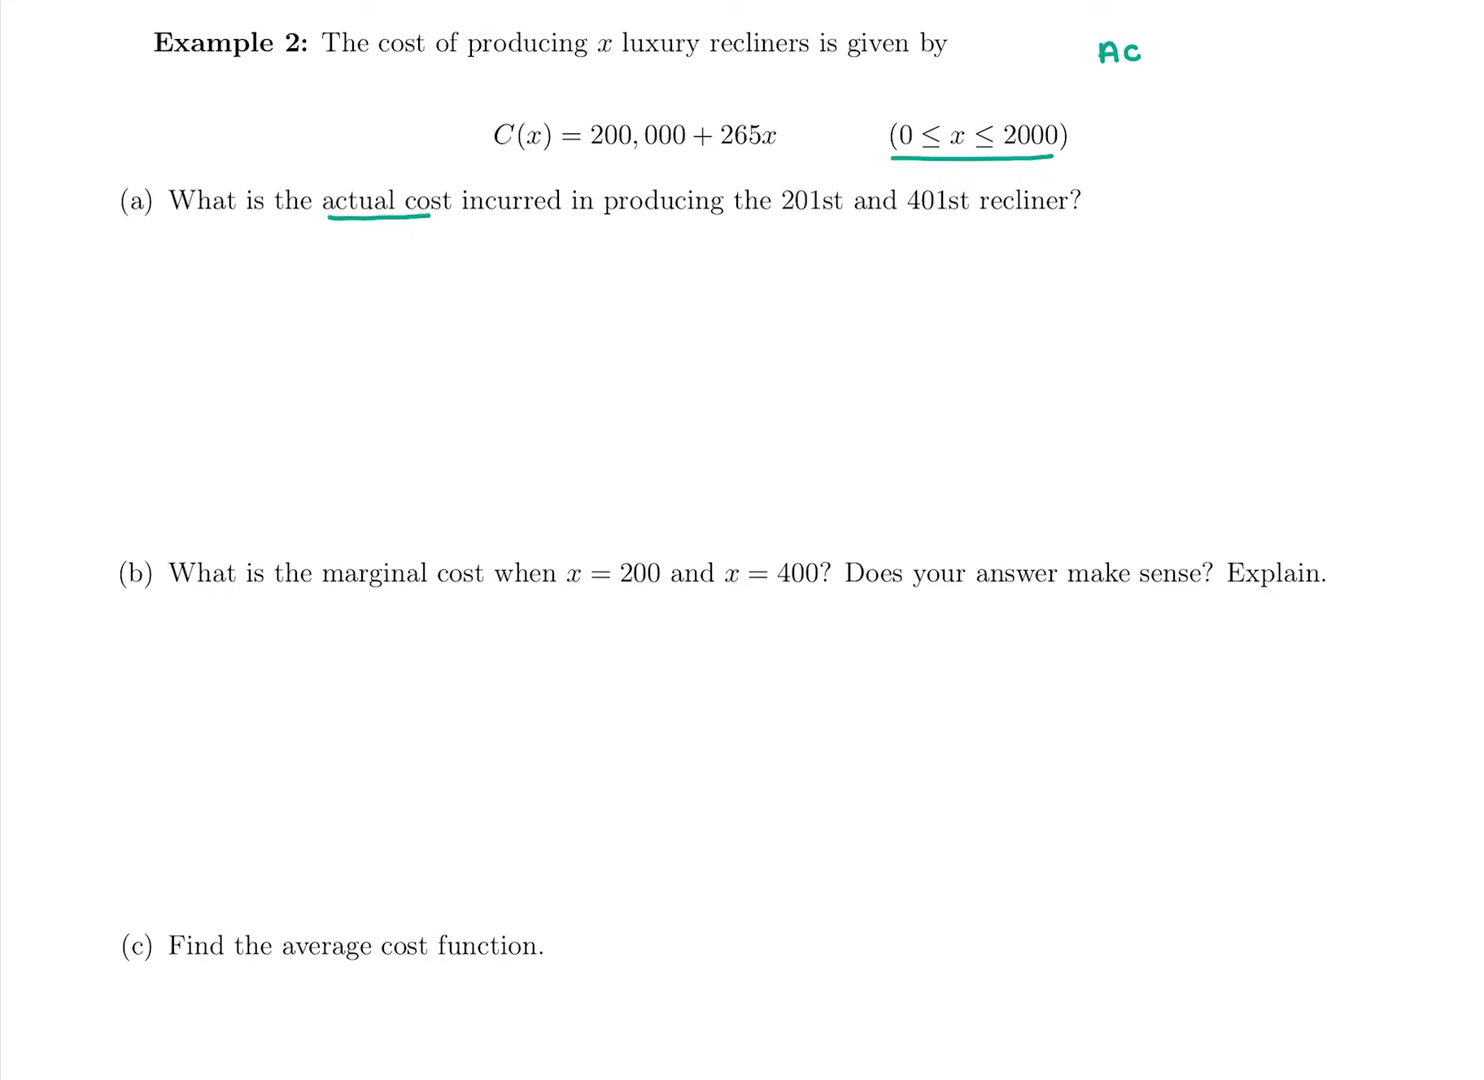 Example 2: The cost of producing x luxury recliners is given by AC
C(x) = 200,000 + 265x (0 ≤ x ≤ 2000)
(a) What is the actual cost incurred in producing the 201st and 401st recliner?
(b) What is the marginal cost when x = 200 and x = 400? Does your answer make sense? Explain.
(c) Find the average cost function.